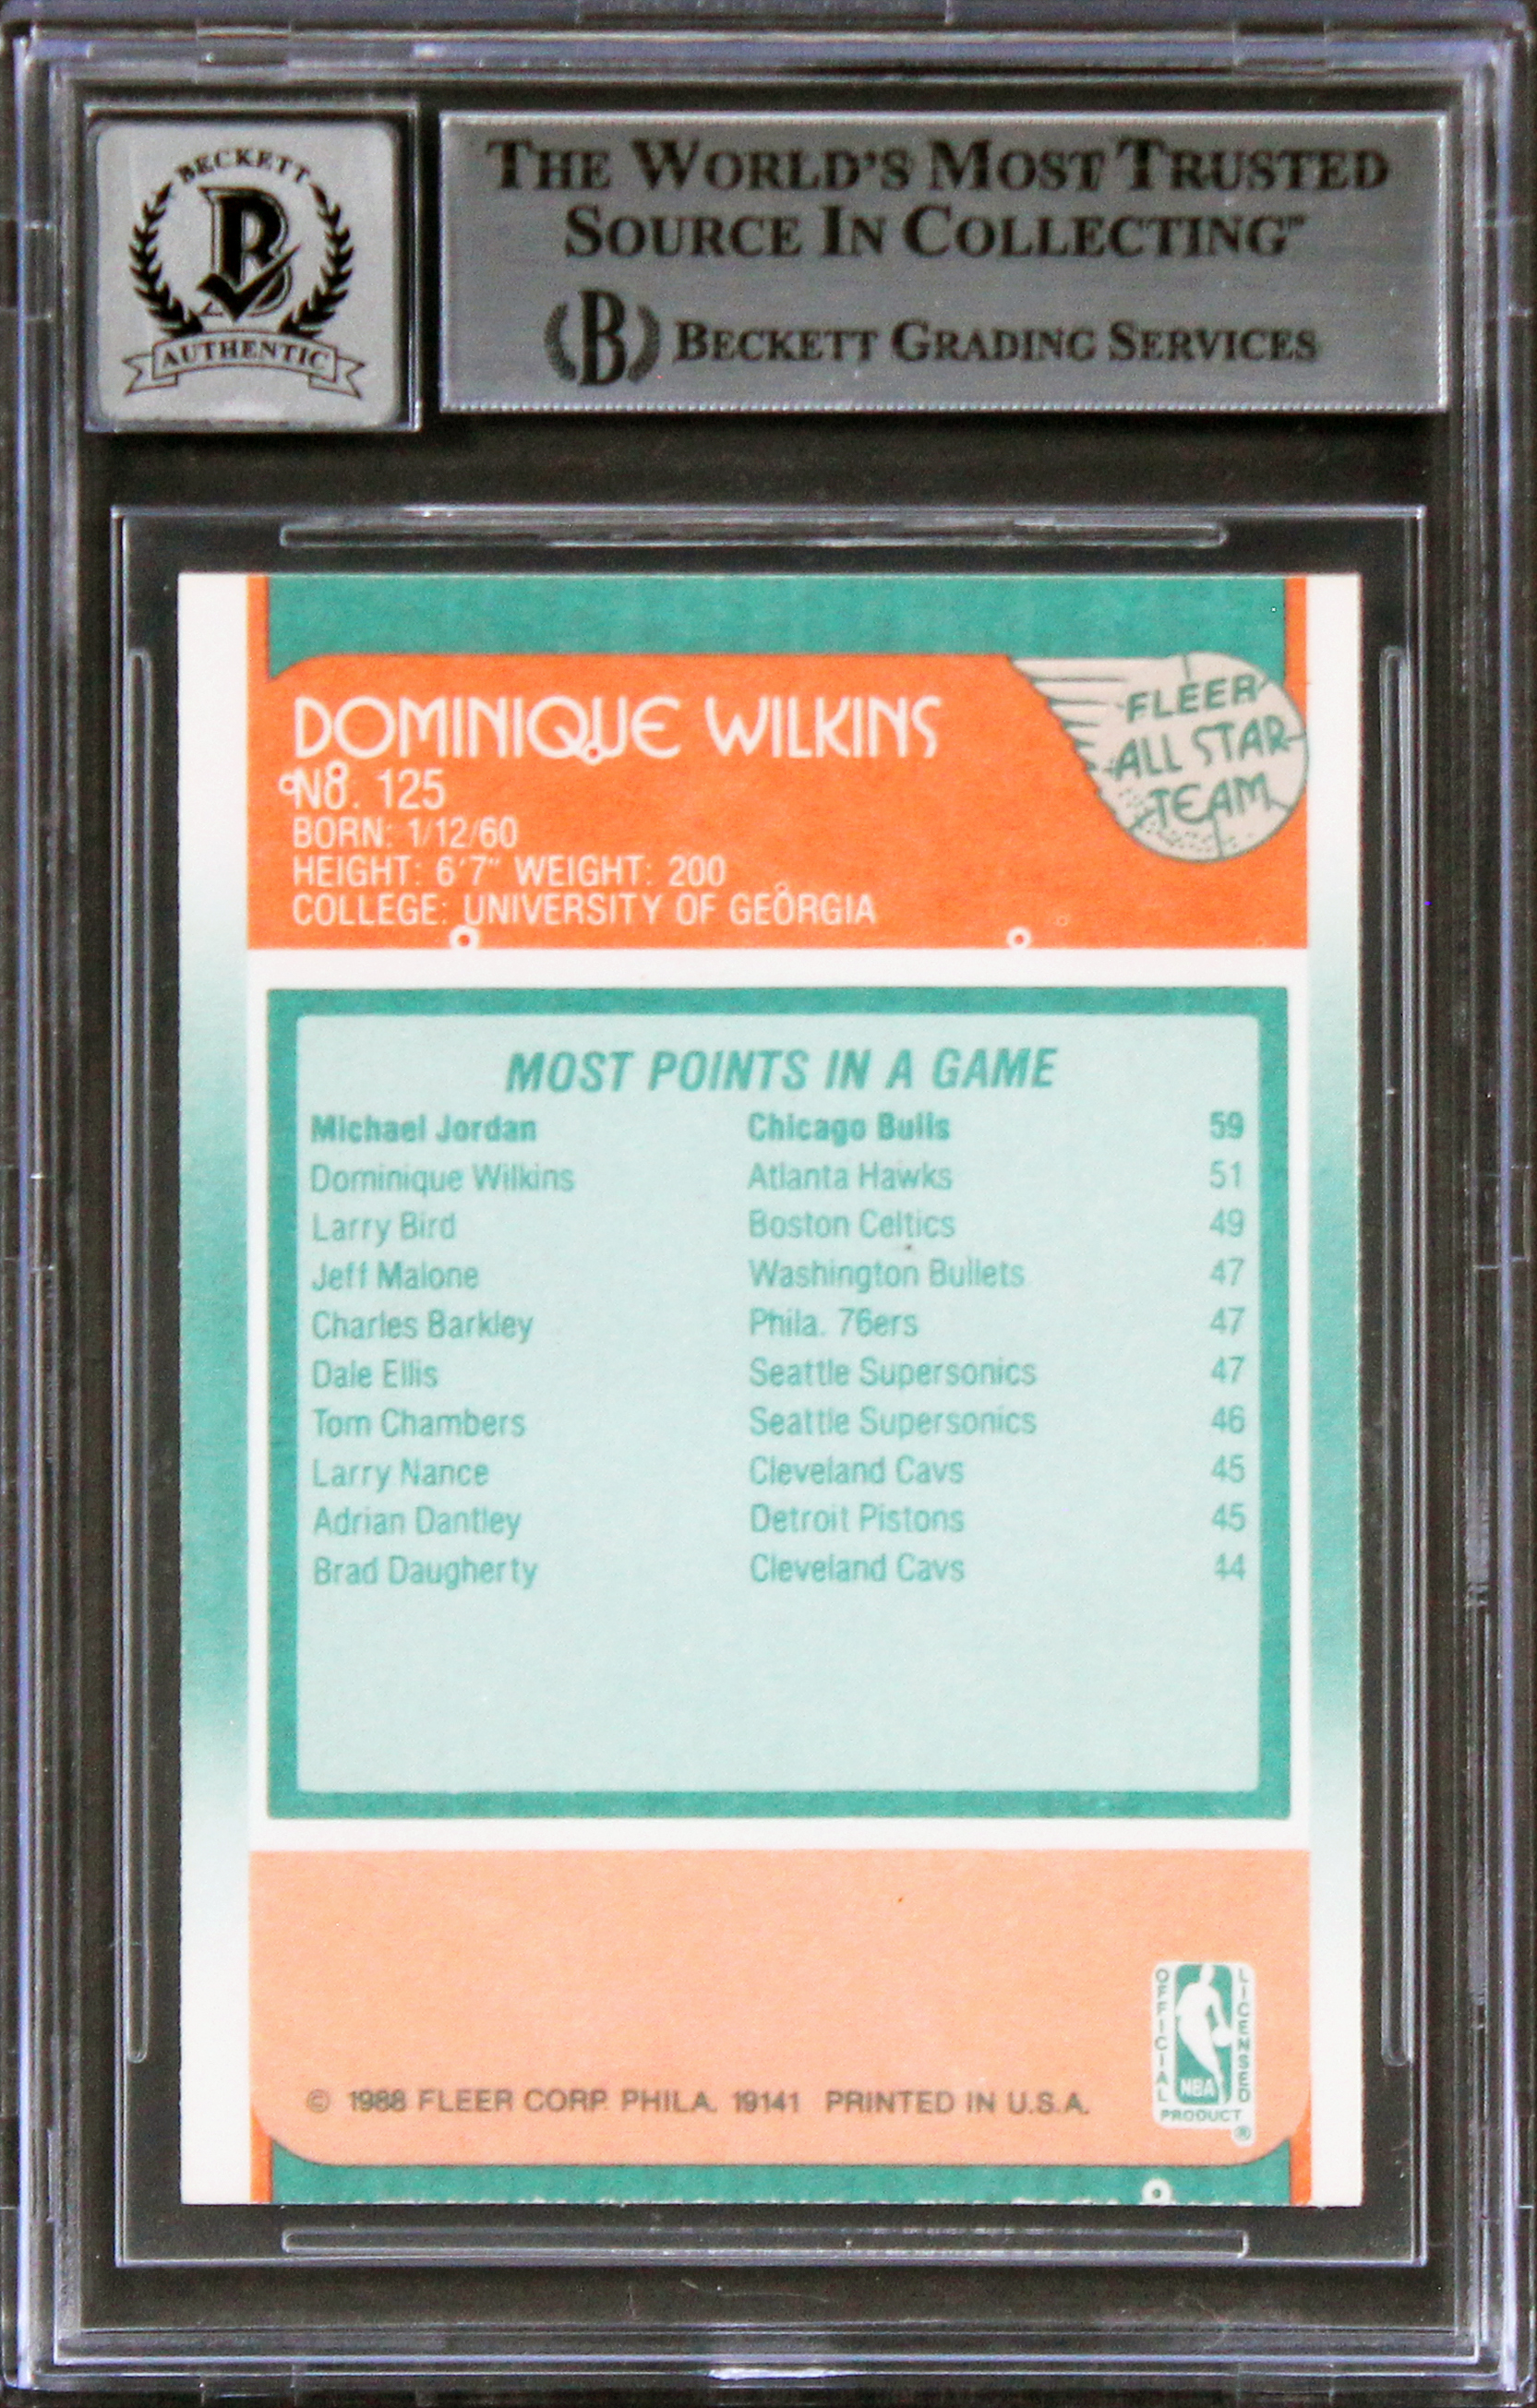 BECKETT
AUTHENTIC
THE WORLD'S MOST TRUSTED
SOURCE IN COLLECTING™
B BECKETT GRADING SERVICES
DOMINIQUE WILKINS
NO. 125
BORN: 1/12/60
HEIGHT: 6'7" WEIGHT: 200
COLLEGE: UNIVERSITY OF GEORGIA
FLEER
ALL STAR
TEAM
MOST POINTS IN A GAME
Michael Jordan Chicago Bulls 59
Dominique Wilkins Atlanta Hawks 51
Larry Bird Boston Celtics 49
Jeff Malone Washington Bullets 47
Charles Barkley Phila. 76ers 47
Dale Ellis Seattle Supersonics 47
Tom Chambers Seattle Supersonics 46
Larry Nance Cleveland Cavs 45
Adrian Dantley Detroit Pistons 45
Brad Daugherty Cleveland Cavs 44
© 1988 FLEER CORP. PHILA. 19141 PRINTED IN U.S.A.
OFFICIAL
NBA
LICENSED
PRODUCT
®